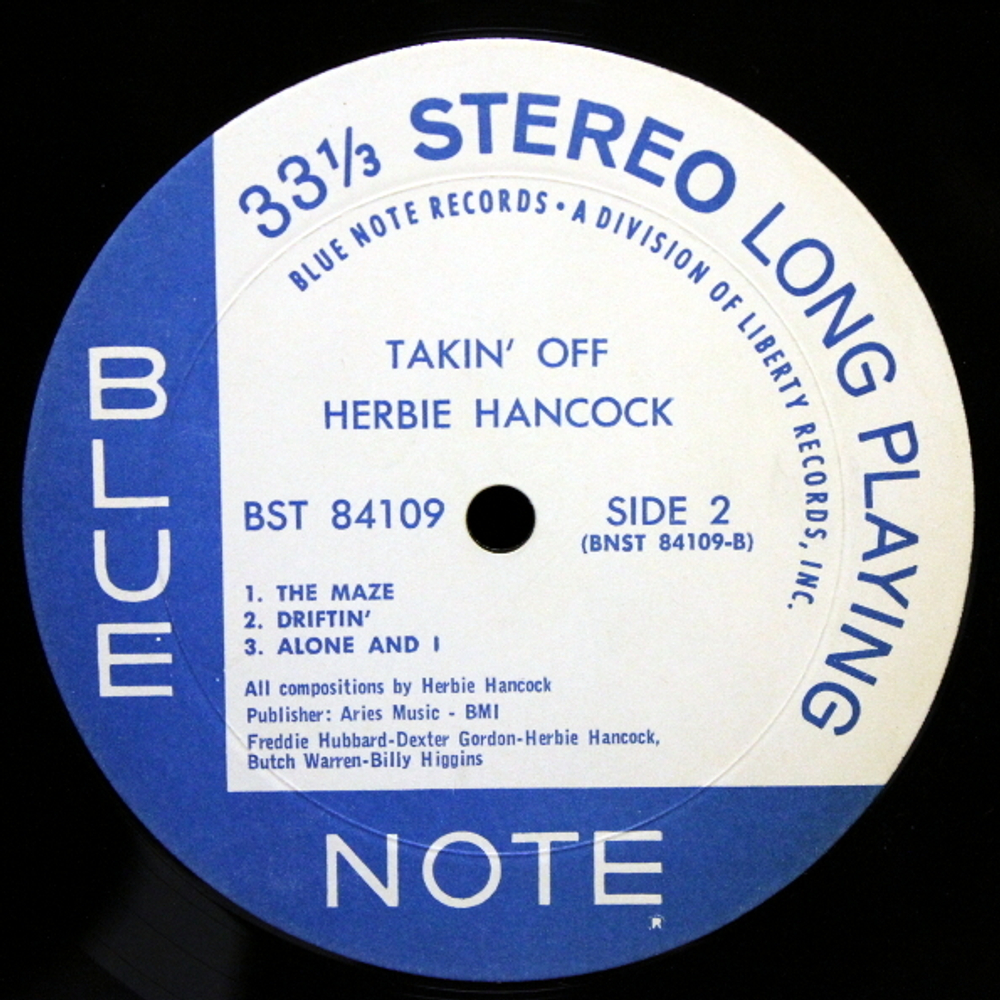 33⅓ STEREO LONG PLAYING
BLUE NOTE RECORDS • A DIVISION OF LIBERTY RECORDS, INC.
TAKIN' OFF
HERBIE HANCOCK
BST 84109
SIDE 2
(BNST 84109-B)
1. THE MAZE
2. DRIFTIN'
3. ALONE AND I
All compositions by Herbie Hancock
Publisher: Aries Music - BMI
Freddie Hubbard-Dexter Gordon-Herbie Hancock,
Butch Warren-Billy Higgins
BLUE
NOTE
R